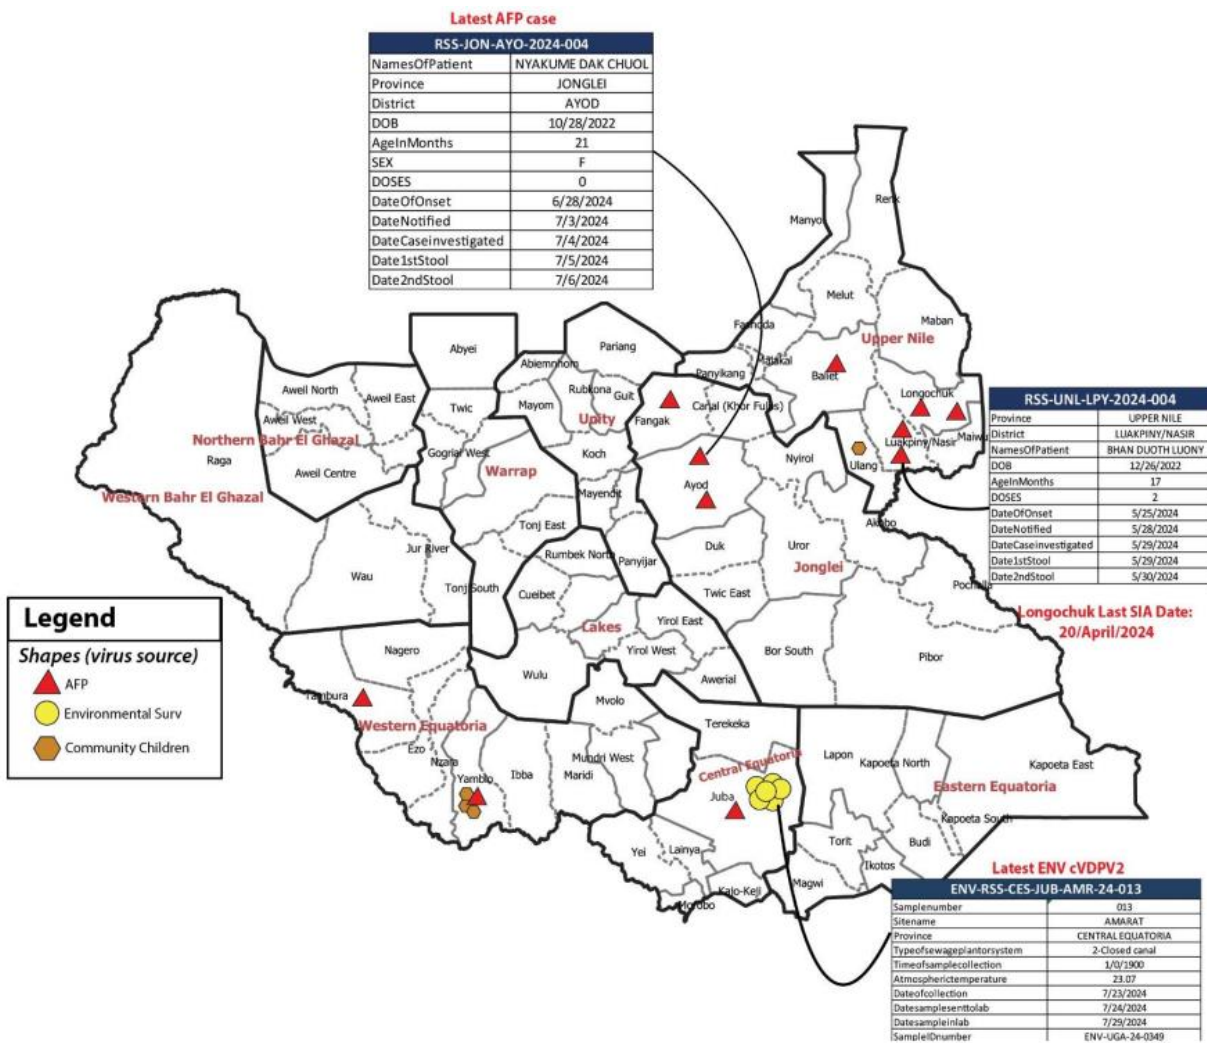 Latest AFP case
RSS-JON-AYO-2024-004
NamesOfPatient NYAKUME DAK CHUOL
Province JONGLEI
District AYOD
DOB 10/28/2022
AgeInMonths 21
SEX F
DOSES 0
DateOfOnset 6/28/2024
DateNotified 7/3/2024
DateCaseinvestigated 7/4/2024
Date1stStool 7/5/2024
Date2ndStool 7/6/2024
Renk
Manyo
Melut
Maban
Fashoda
Upper Nile
Malakal
Baliet
Panyikang
Abyei
Pariang
Abiemnhom
Rubkona
Guit
Mayom
Unity
Fangak
Canal (Khor Fulus)
Longochuk
Luakpiny/Nasir
Maiwu
Ulang
Nyirol
Aweil North
Aweil East
Aweil West
Northern Bahr El Ghazal
Aweil Centre
Raga
Western Bahr El Ghazal
Twic
Gogrial West
Warrap
Koch
Mayendit
Ayod
Akobo
Tonj East
Duk
Uror
Jonglei
Jur River
Rumbek North
Panyijar
Wau
Tonj South
Cueibet
Twic East
Pochalla
Lakes
Yirol East
Yirol West
Wulu
Awerial
Bor South
Pibor
RSS-UNL-LPY-2024-004
Province UPPER NILE
District LUAKPINY/NASIR
NamesOfPatient BHAN DUOTH LUONY
DOB 12/26/2022
AgeInMonths 17
DOSES 2
DateOfOnset 5/25/2024
DateNotified 5/28/2024
DateCaseinvestigated 5/29/2024
Date1stStool 5/29/2024
Date2ndStool 5/30/2024
Longochuk Last SIA Date:
20/April/2024
Legend
Shapes (virus source)
AFP
Environmental Surv
Community Children
Nagero
Tambura
Western Equatoria
Ezo
Nzara
Yambio
Ibba
Maridi
Mundri West
Mvolo
Terekeka
Central Equatoria
Juba
Lapon
Kapoeta North
Kapoeta East
Eastern Equatoria
Kapoeta South
Torit
Budi
Ikotos
Magwi
Yei
Lainya
Kajo-Keji
Morobo
Latest ENV cVDPV2
ENV-RSS-CES-JUB-AMR-24-013
Samplenumber 013
Sitename AMARAT
Province CENTRAL EQUATORIA
Typeofsewageplantorsystem 2-Closed canal
Timeofsamplecollection 1/0/1900
Atmospherictemperature 23.07
Dateofcollection 7/23/2024
Datesamplesenttolab 7/24/2024
Datesampleinlab 7/29/2024
SampleIDnumber ENV-UGA-24-0349